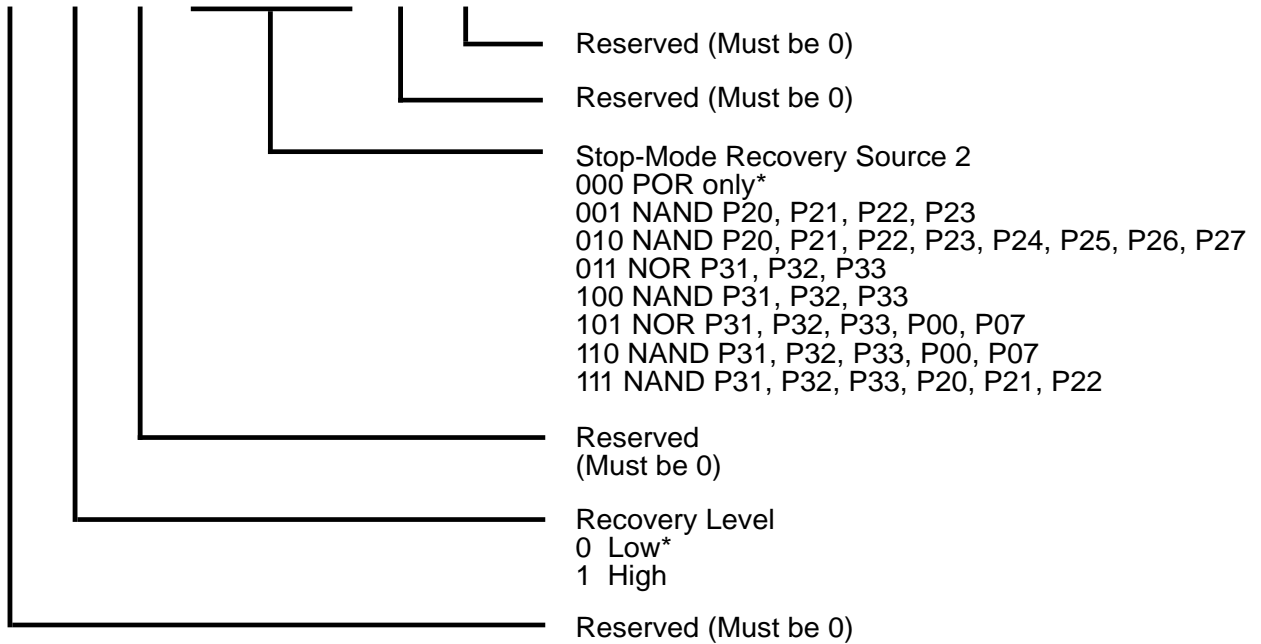 Reserved (Must be 0)
Reserved (Must be 0)
Stop-Mode Recovery Source 2
000 POR only*
001 NAND P20, P21, P22, P23
010 NAND P20, P21, P22, P23, P24, P25, P26, P27
011 NOR P31, P32, P33
100 NAND P31, P32, P33
101 NOR P31, P32, P33, P00, P07
110 NAND P31, P32, P33, P00, P07
111 NAND P31, P32, P33, P20, P21, P22
Reserved
(Must be 0)
Recovery Level
0 Low*
1 High
Reserved (Must be 0)